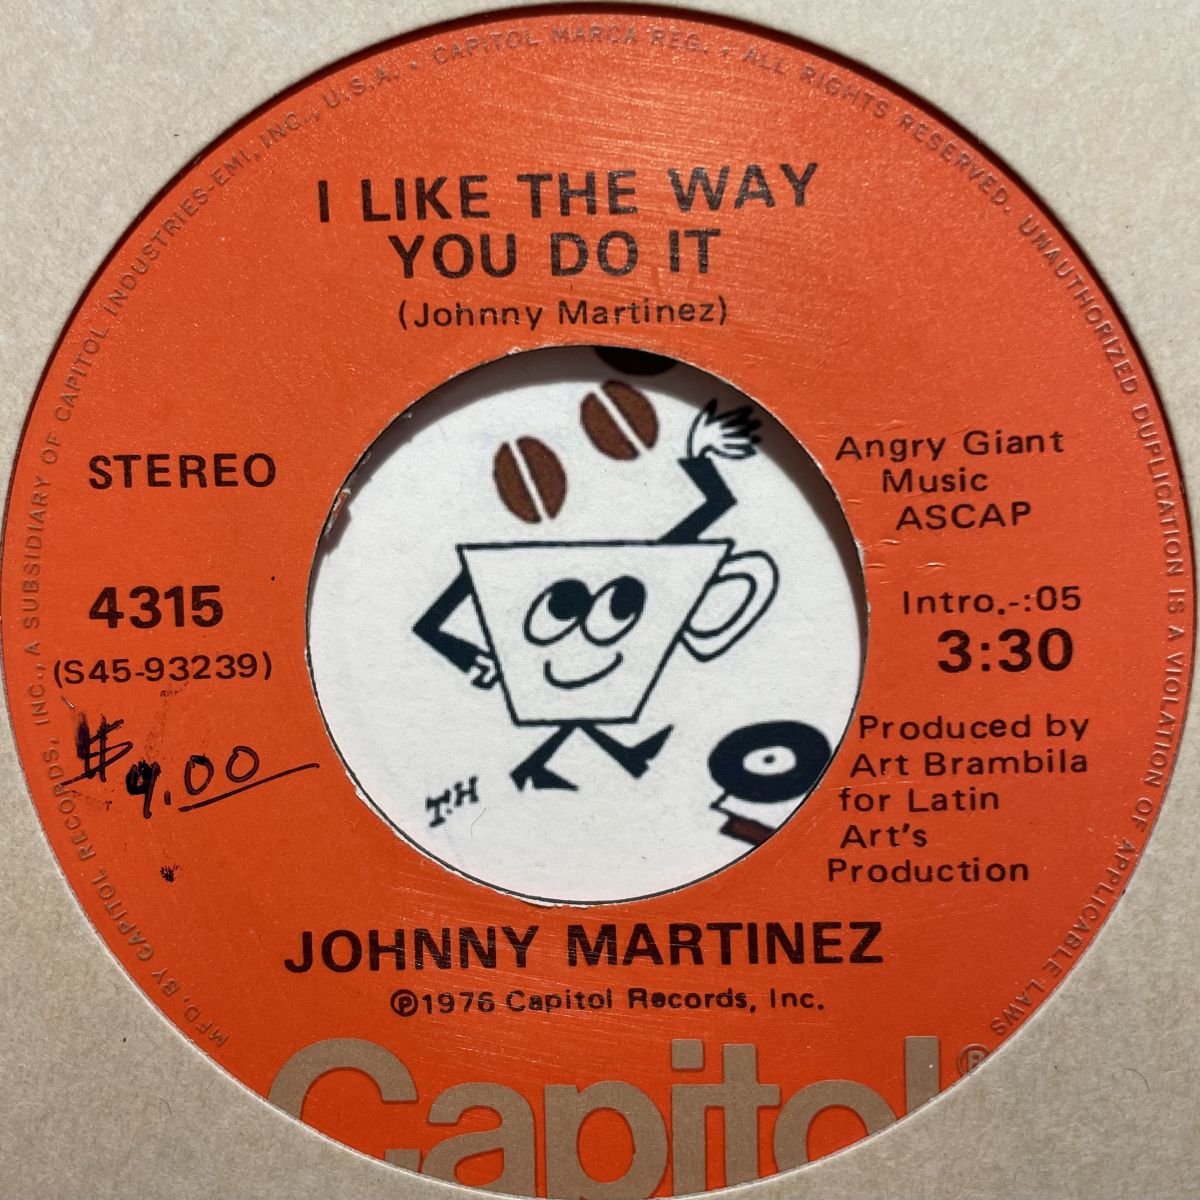 MFD. BY CAPITOL RECORDS, INC., A SUBSIDIARY OF CAPITOL INDUSTRIES-EMI, INC., U.S.A. • CAPITOL MARCA REG. • ALL RIGHTS RESERVED. UNAUTHORIZED DUPLICATION IS A VIOLATION OF APPLICABLE LAWS
I LIKE THE WAY
YOU DO IT
(Johnny Martinez)
STEREO
4315
(S45-93239)
$9.00
Angry Giant
Music
ASCAP
Intro.-:05
3:30
Produced by
Art Brambila
for Latin
Art's
Production
T.H
JOHNNY MARTINEZ
℗1976 Capitol Records, Inc.
Capitol®